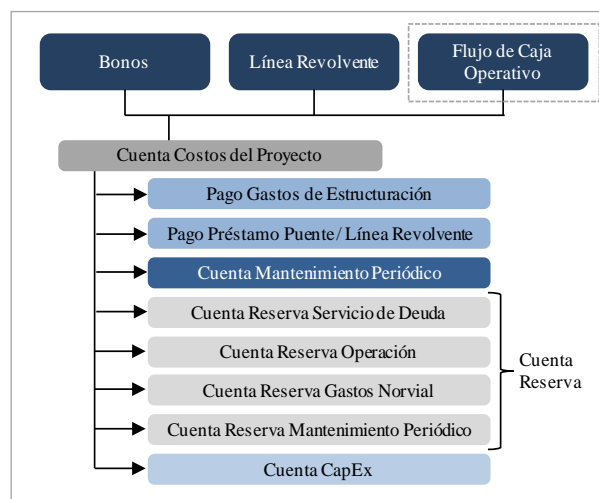 Bonos
Línea Revolvente
Flujo de Caja
Operativo
Cuenta Costos del Proyecto
Pago Gastos de Estructuración
Pago Préstamo Puente/ Línea Revolvente
Cuenta Mantenimiento Periódico
Cuenta Reserva Servicio de Deuda
Cuenta Reserva Operación
Cuenta Reserva Gastos Norvial
Cuenta Reserva Mantenimiento Periódico
Cuenta
Reserva
Cuenta CapEx